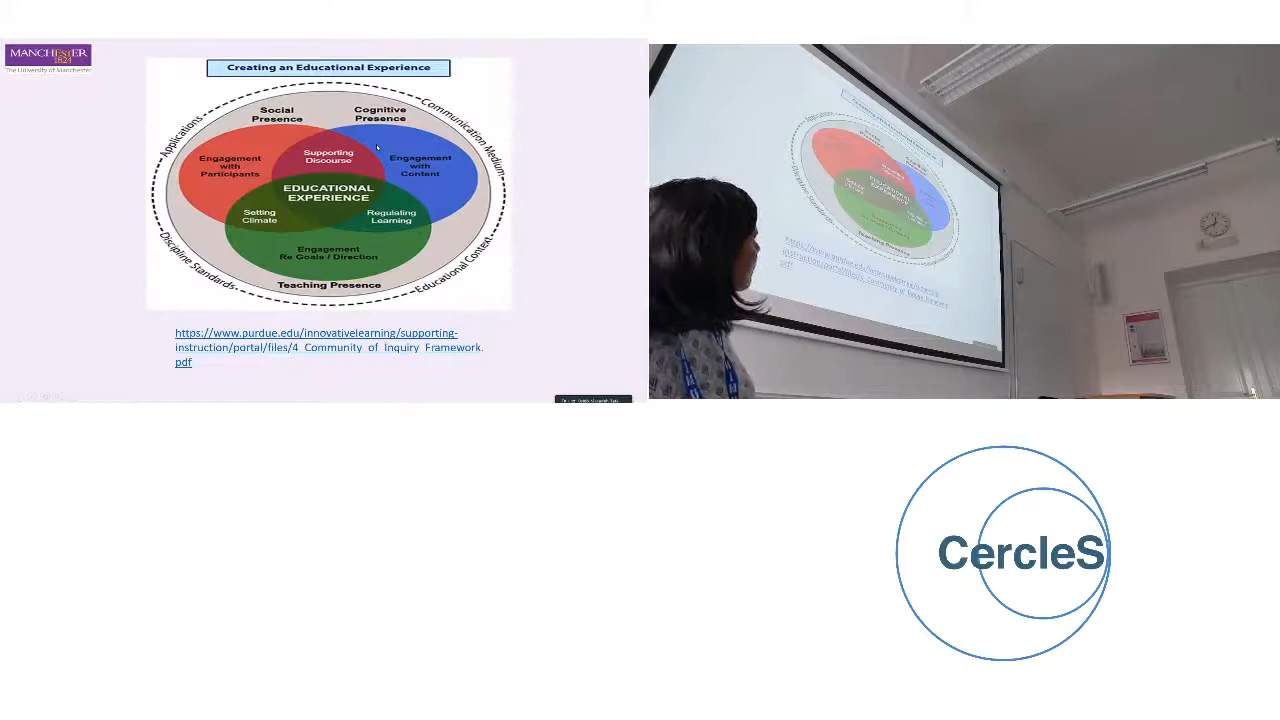 MANCHESTER
1824
The University of Manchester
Creating an Educational Experience
Social
Presence
Cognitive
Presence
Applications
Communication Medium
Engagement
with
Participants
Supporting
Discourse
Engagement
with
Content
EDUCATIONAL
EXPERIENCE
Setting
Climate
Regulating
Learning
Engagement
Re Goals / Direction
Discipline Standards
Educational Context
Teaching Presence
https://www.purdue.edu/innovativelearning/supporting-
instruction/portal/files/4_Community_of_Inquiry_Framework.
pdf
CercleS